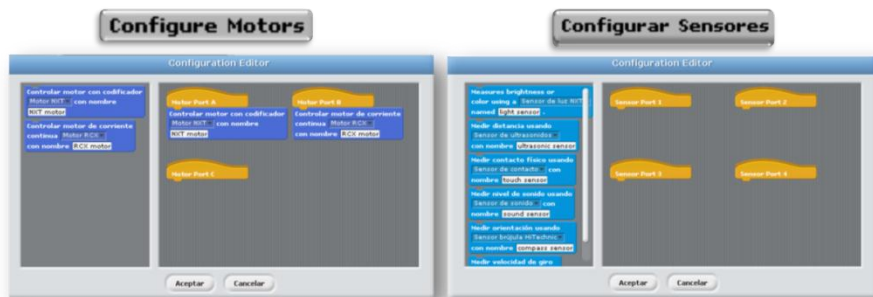 Configure Motors
Configuration Editor
Controlar motor con codificador
Motor NXT con nombre
NXT motor
Controlar motor de corriente
continua Motor RCX
con nombre RCX motor
Motor Port A
Controlar motor con codificador
Motor NXT con nombre
NXT motor
Motor Port B
Controlar motor de corriente
continua Motor RCX
con nombre RCX motor
Motor Port C
Aceptar Cancelar
Configurar Sensores
Configuration Editor
Measures brightness or
color using a Sensor de luz NXT
named light sensor
Medir distancia usando
Sensor de ultrasonidos
con nombre ultrasonic sensor
Medir contacto físico usando
Sensor de contacto con
nombre touch sensor
Medir nivel de sonido usando
Sensor de sonido con
nombre sound sensor
Medir orientación usando
Sensor brújula HiTechnic
con nombre compass sensor
Medir velocidad de giro
Sensor Port 1 Sensor Port 2
Sensor Port 3 Sensor Port 4
Aceptar Cancelar